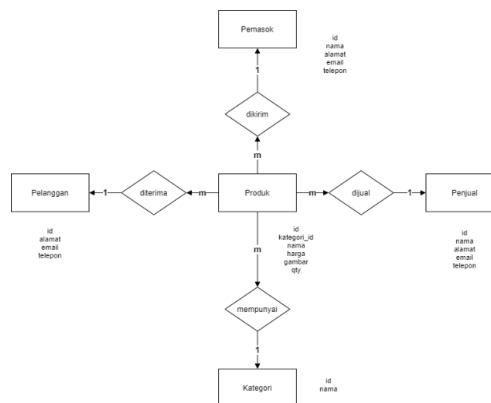 Pemasok
id
nama
alamat
email
telepon
1
dikirim
m
Pelanggan
1
diterima
m
Produk
m
dijual
1
Penjual
id
alamat
email
telepon
id
kategori_id
nama
harga
gambar
qty
id
nama
alamat
email
telepon
m
mempunyai
1
Kategori
id
nama